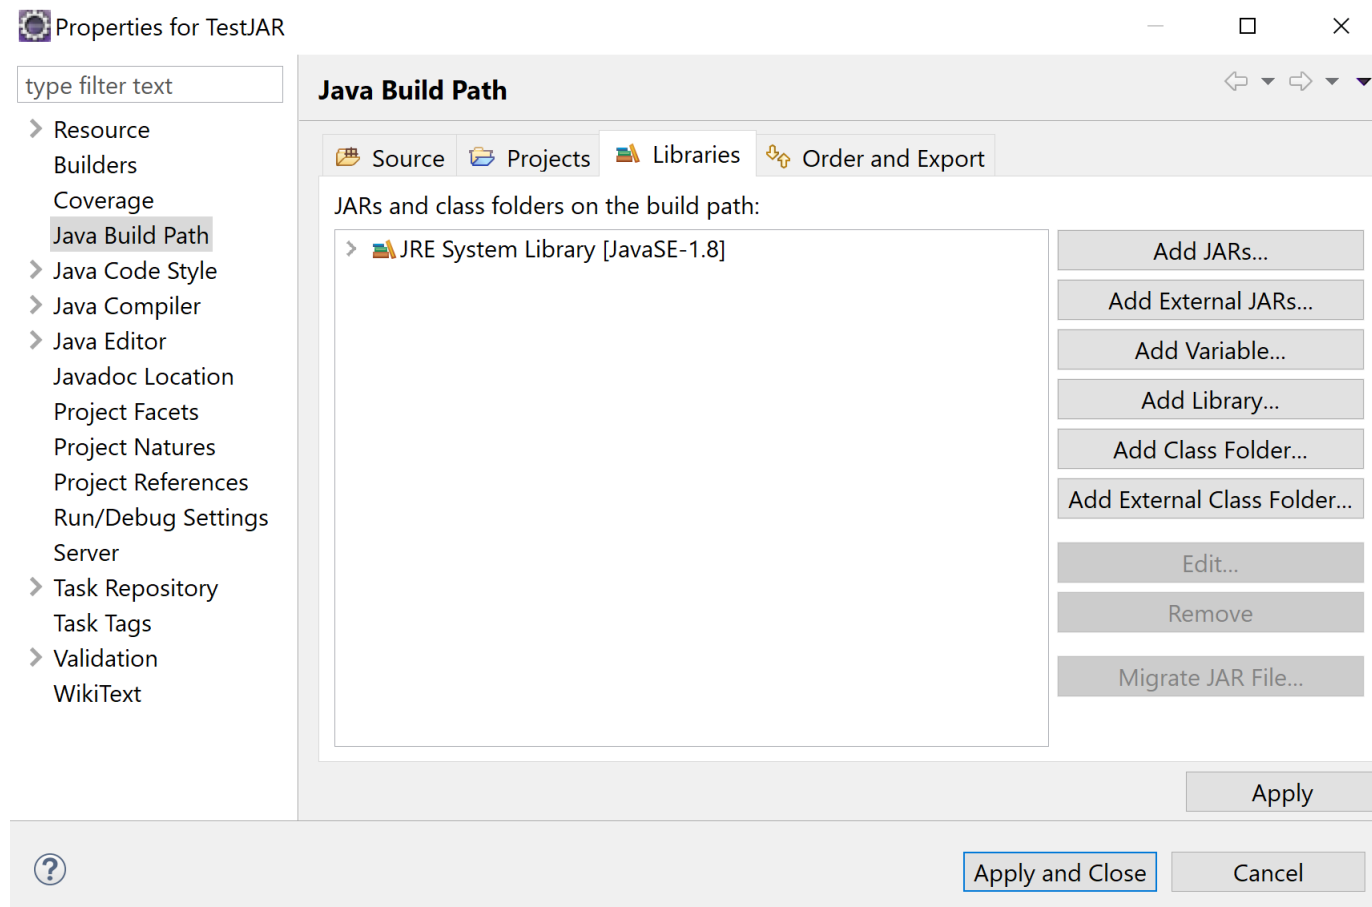 Properties for TestJAR
type filter text
Resource
Builders
Coverage
Java Build Path
Java Code Style
Java Compiler
Java Editor
Javadoc Location
Project Facets
Project Natures
Project References
Run/Debug Settings
Server
Task Repository
Task Tags
Validation
WikiText
Java Build Path
Source Projects Libraries Order and Export
JARs and class folders on the build path:
JRE System Library [JavaSE-1.8]
Add JARs...
Add External JARs...
Add Variable...
Add Library...
Add Class Folder...
Add External Class Folder...
Edit...
Remove
Migrate JAR File...
Apply
?
Apply and Close
Cancel